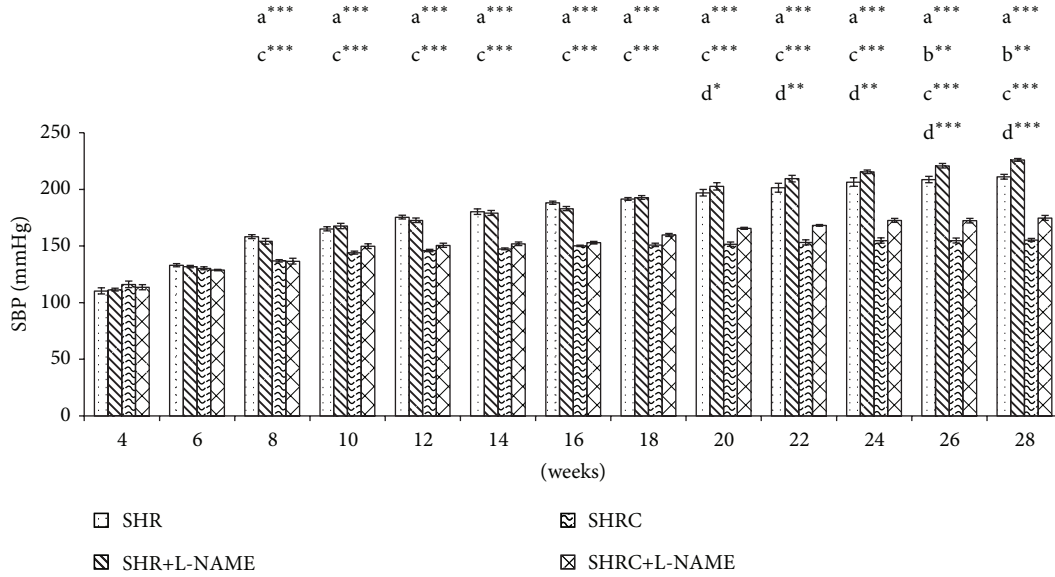 a*** a*** a*** a*** a*** a*** a*** a*** a*** a*** a***
c*** c*** c*** c*** c*** c*** c*** c*** c*** b** b**
d* d** d** c*** c***
d*** d***
250
200
150
100
50
0
SBP (mmHg)
4 6 8 10 12 14 16 18 20 22 24 26 28
(weeks)
SHR SHRC
SHR+L-NAME SHRC+L-NAME